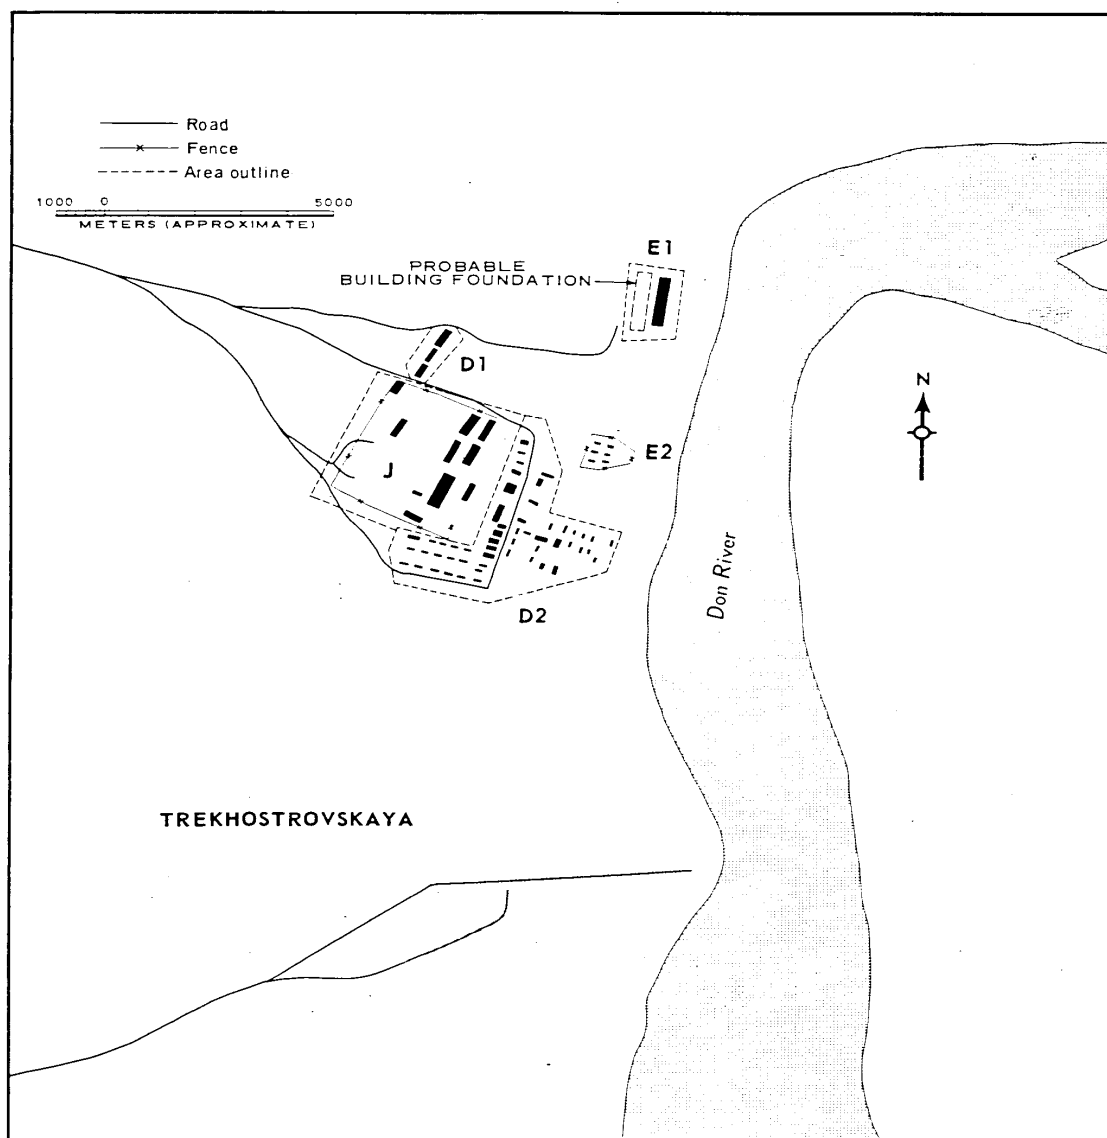 Road
Fence
Area outline
1000 0 5000
METERS (APPROXIMATE)
E1
PROBABLE
BUILDING FOUNDATION
D1
N
E2
J
Don River
D2
TREKHOSTROVSKAYA